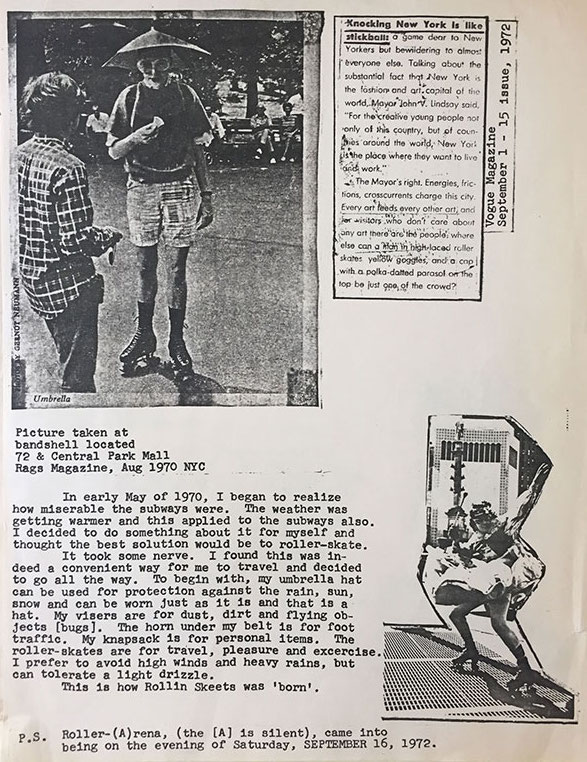 Knocking New York is like
stickball: a game dear to New
Yorkers but bewildering to almost
everyone else. Talking about the
substantial fact that New York is
the fashion and art capital of the
world, Mayor John V. Lindsay said,
"For the creative young people not
only of this country, but of coun-
tries around the world, New York
is the place where they want to live
and work."
The Mayor's right. Energies, fric-
tions, crosscurrents charge this city.
Every art feeds every other art, and
for visitors who don't care about
any art there are the people; where
else can a man in high-laced roller
skates yellow goggles, and a cap
with a polka-dotted parasol on the
top be just one of the crowd?
Vogue Magazine
September 1 - 15 issue, 1972
BY GERNOT NEUMANN
Umbrella
Picture taken at
bandshell located
72 & Central Park Mall
Rags Magazine, Aug 1970 NYC
In early May of 1970, I began to realize
how miserable the subways were. The weather was
getting warmer and this applied to the subways also.
I decided to do something about it for myself and
thought the best solution would be to roller-skate.
It took some nerve. I found this was in-
deed a convenient way for me to travel and decided
to go all the way. To begin with, my umbrella hat
can be used for protection against the rain, sun,
snow and can be worn just as it is and that is a
hat. My visers are for dust, dirt and flying ob-
jects [bugs]. The horn under my belt is for foot
traffic. My knapsack is for personal items. The
roller-skates are for travel, pleasure and excercise.
I prefer to avoid high winds and heavy rains, but
can tolerate a light drizzle.
This is how Rollin Skeets was 'born'.
P.S. Roller-(A)rena, (the [A] is silent), came into
being on the evening of Saturday, SEPTEMBER 16, 1972.